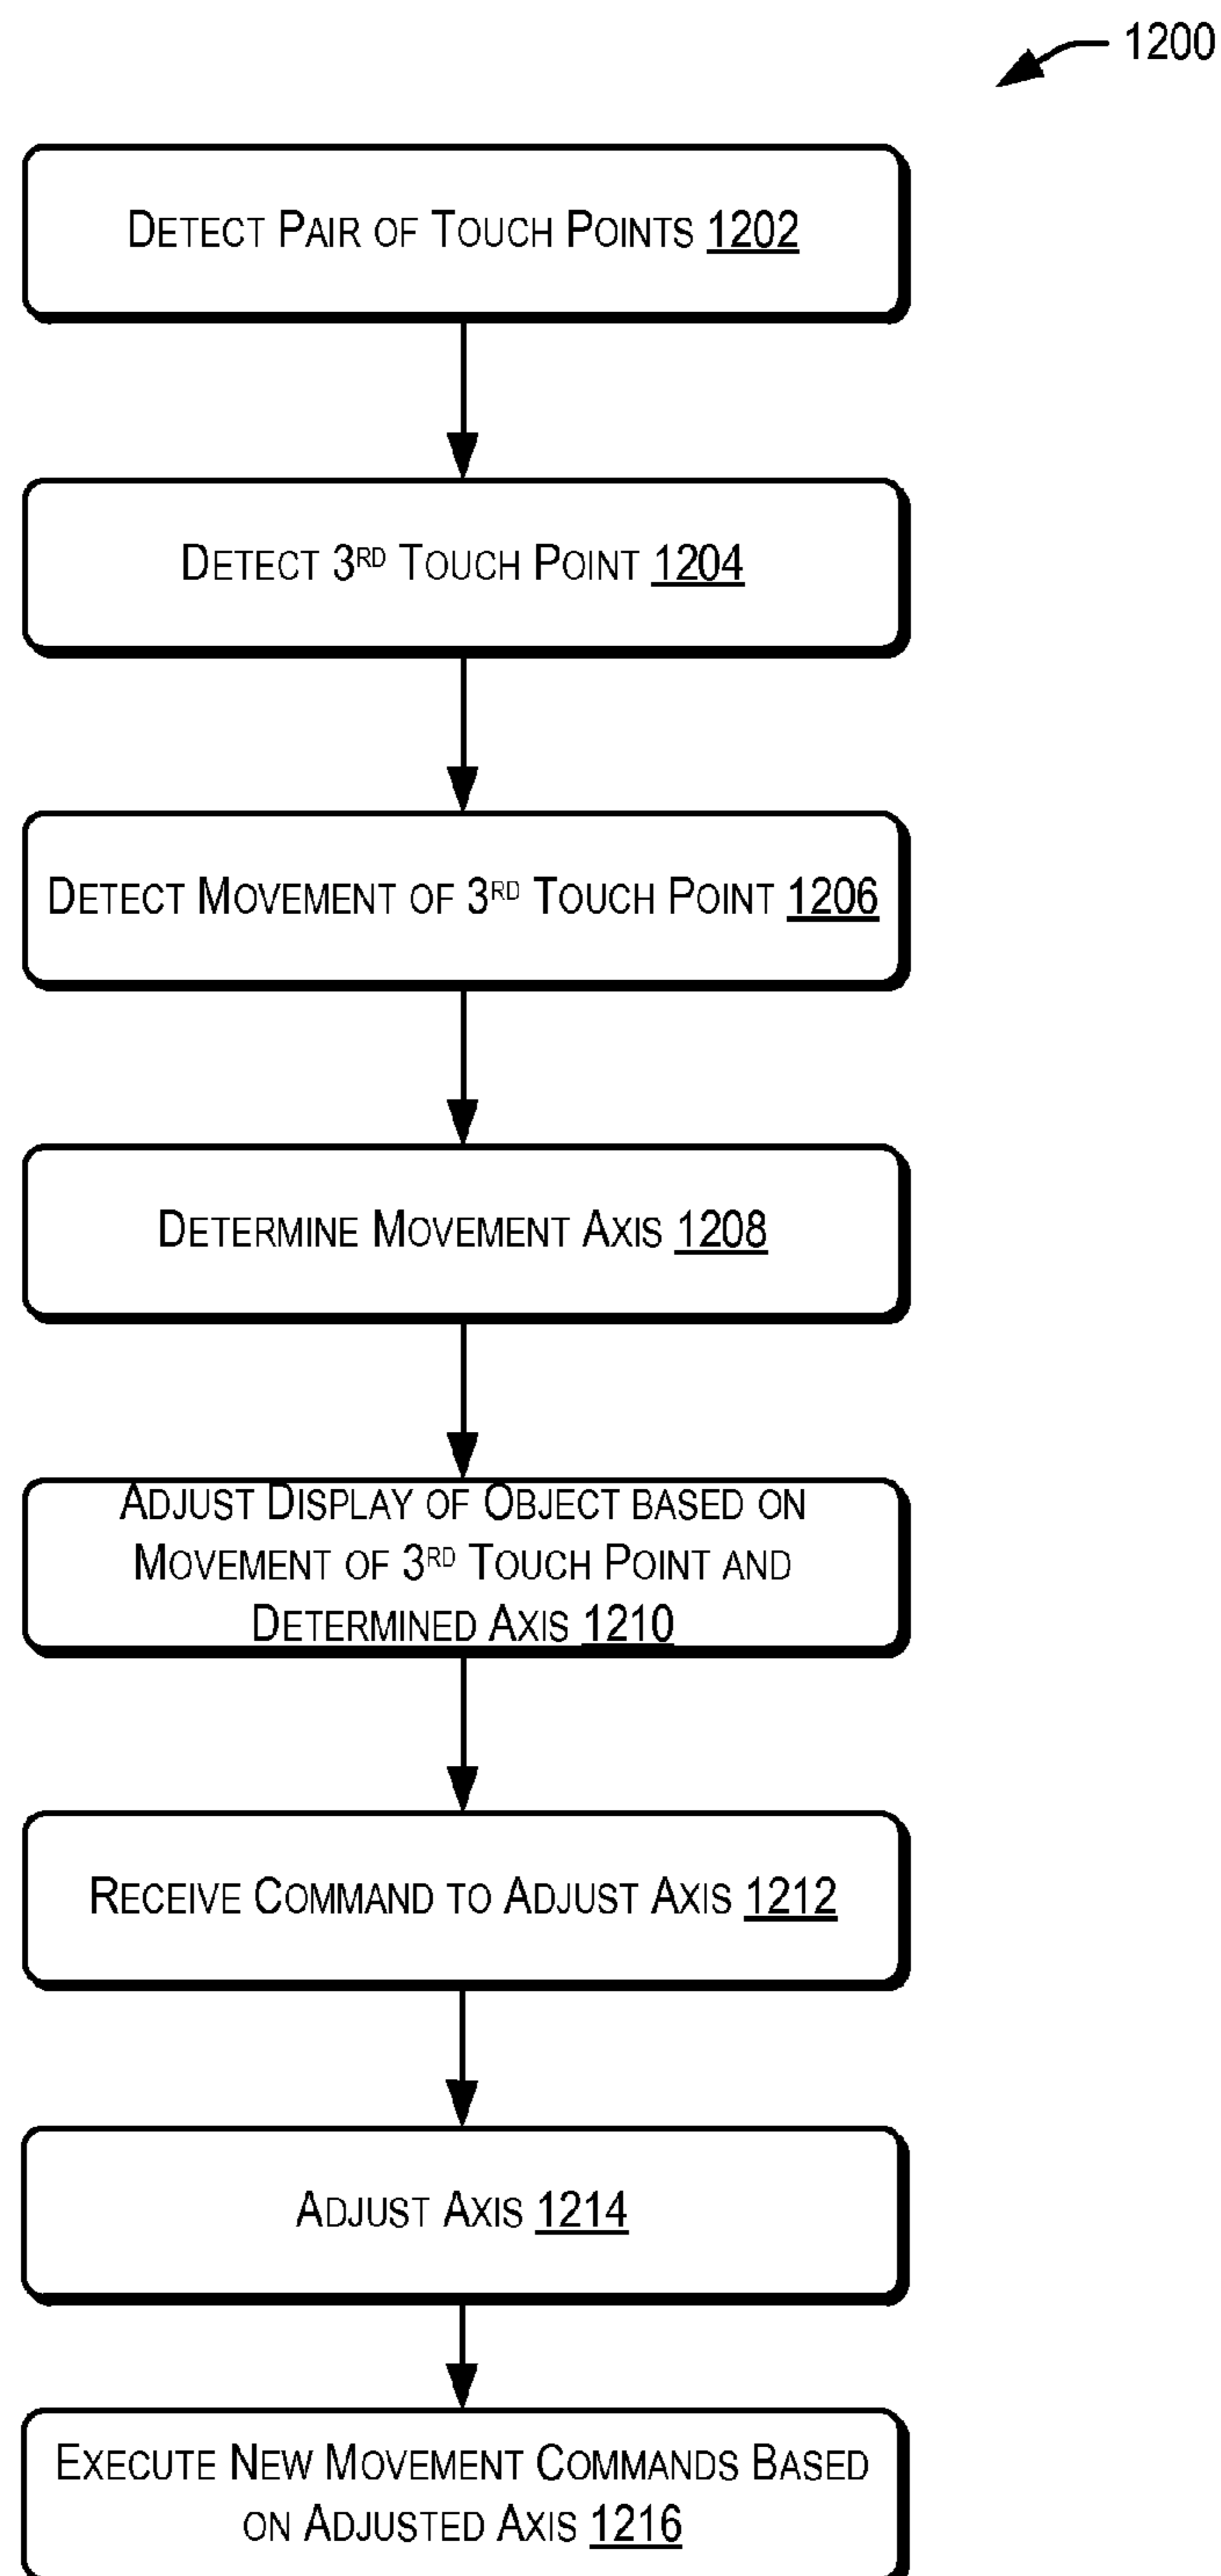 1200
DETECT PAIR OF TOUCH POINTS 1202
DETECT 3RD TOUCH POINT 1204
DETECT MOVEMENT OF 3RD TOUCH POINT 1206
DETERMINE MOVEMENT AXIS 1208
ADJUST DISPLAY OF OBJECT BASED ON
MOVEMENT OF 3RD TOUCH POINT AND
DETERMINED AXIS 1210
RECEIVE COMMAND TO ADJUST AXIS 1212
ADJUST AXIS 1214
EXECUTE NEW MOVEMENT COMMANDS BASED
ON ADJUSTED AXIS 1216